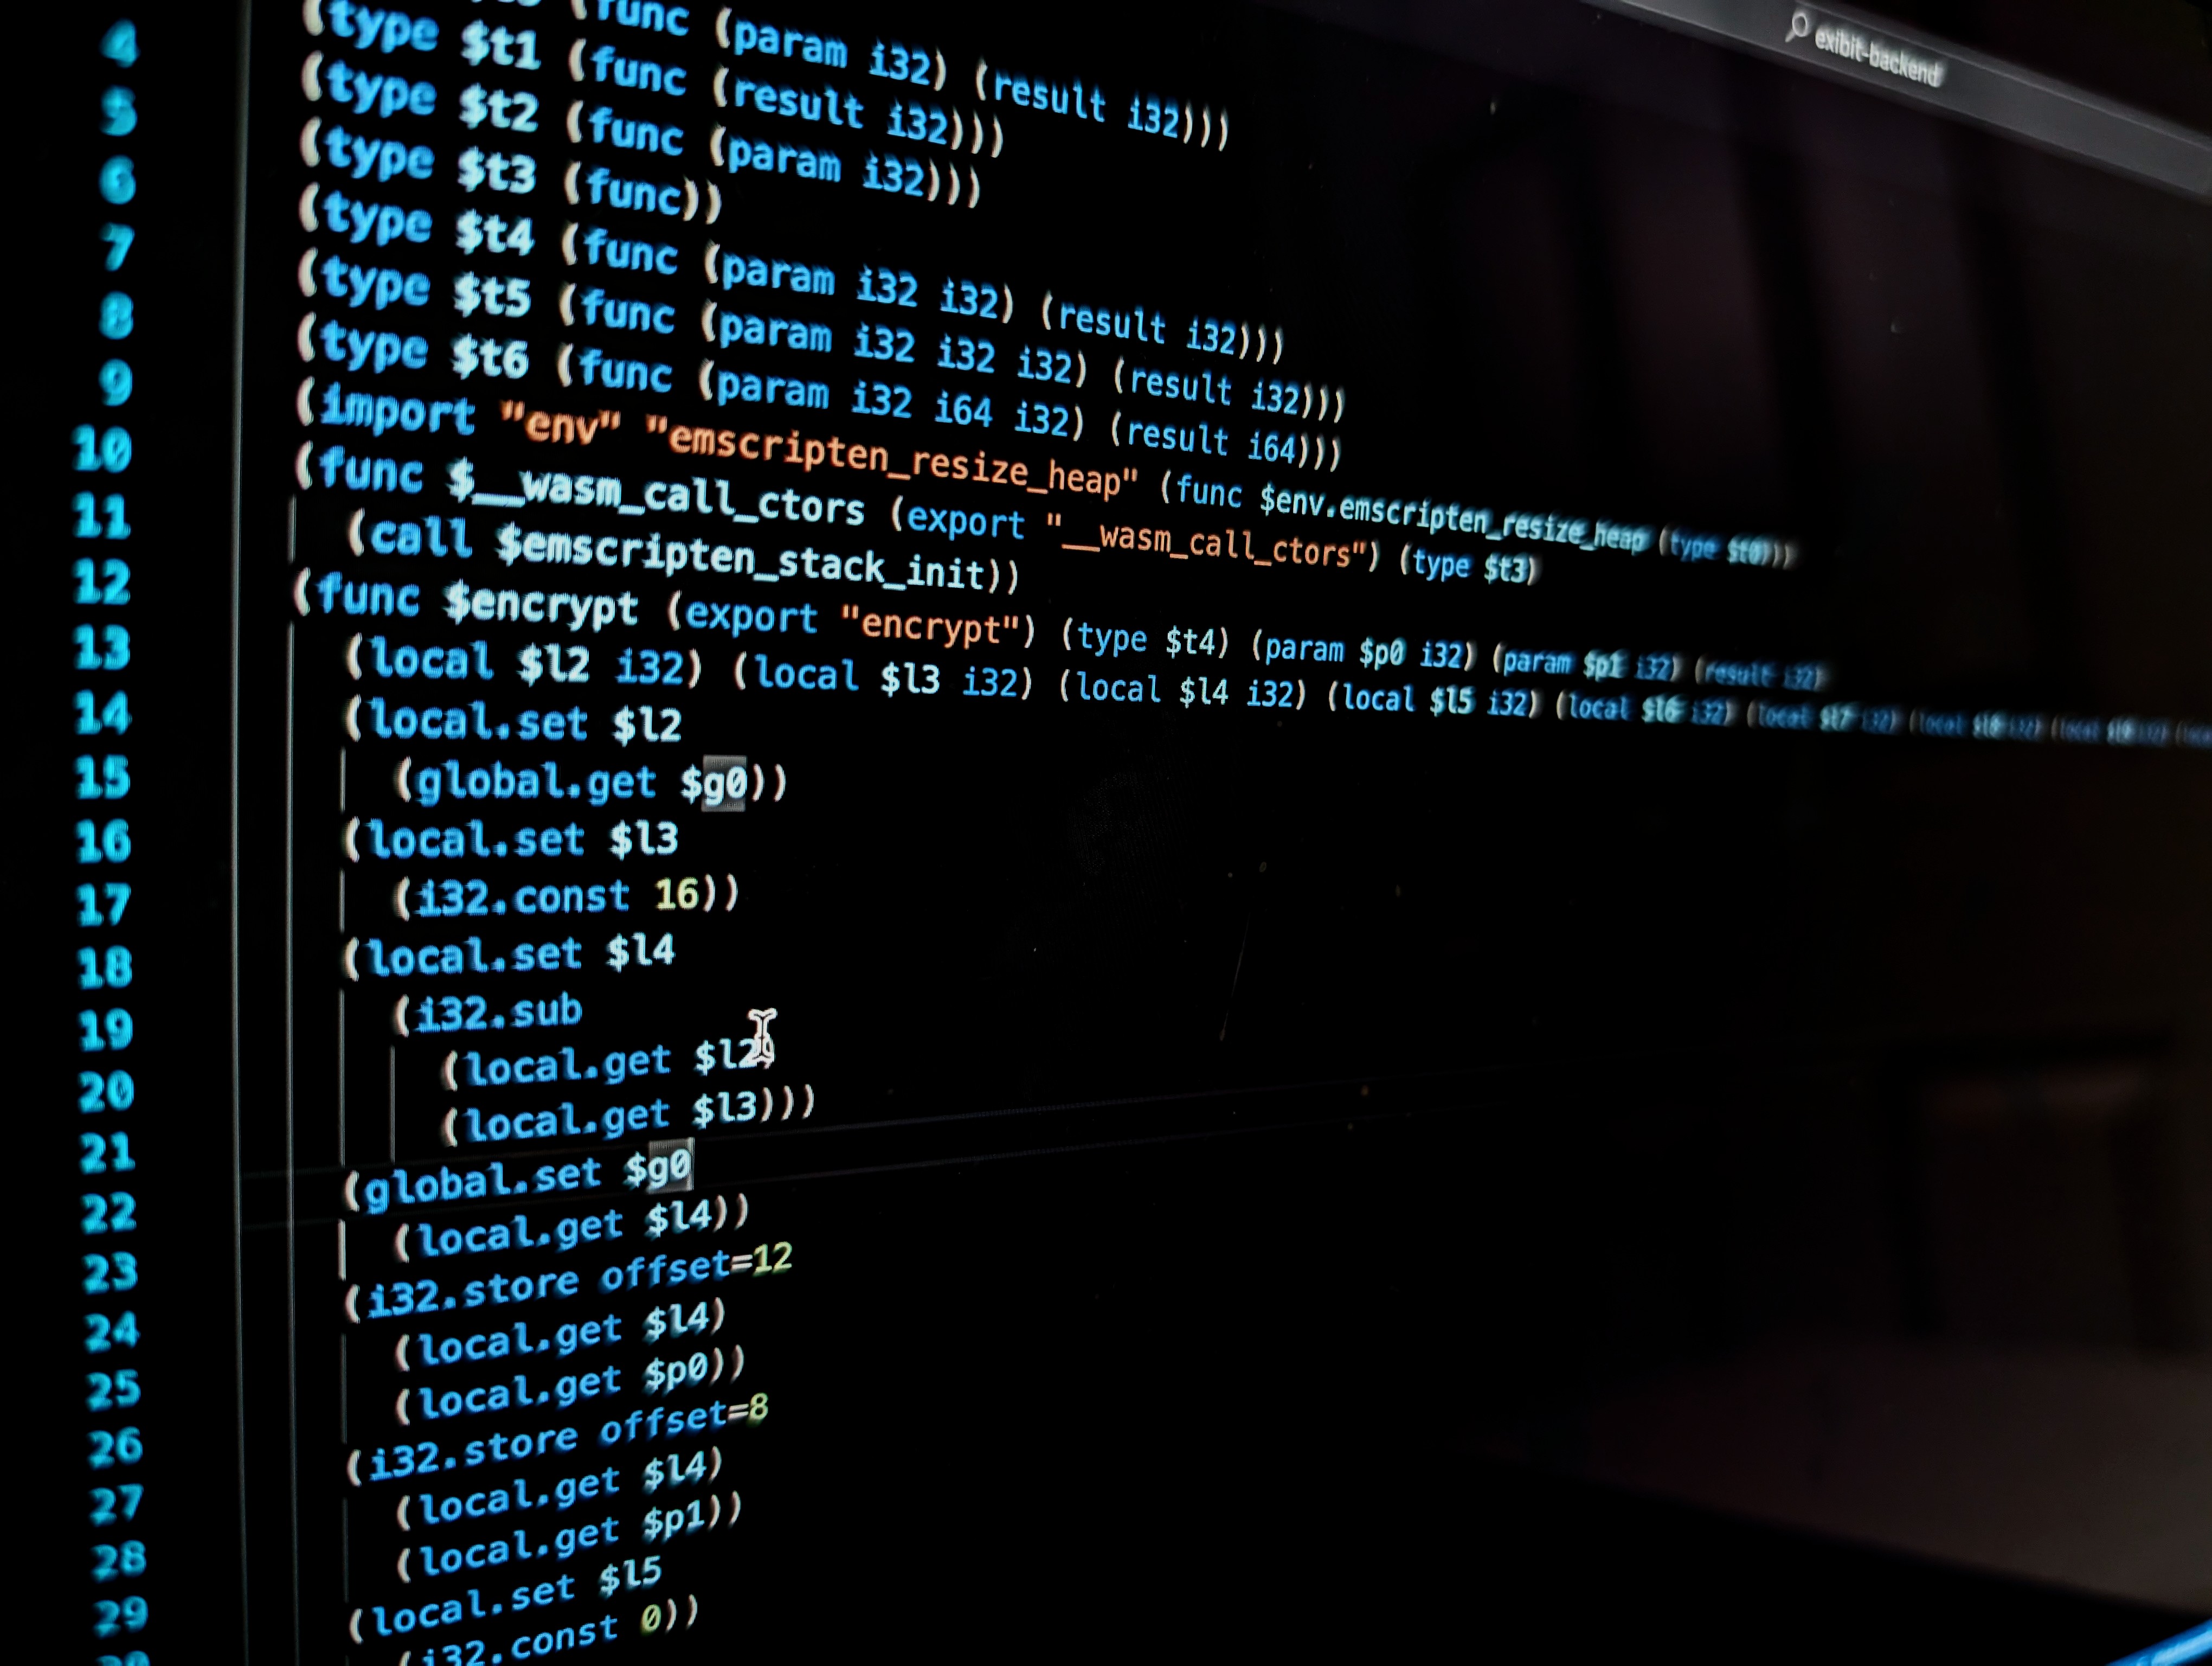 exibit-backend
(func (param i32) (result i32)))
(type $t1 (func (result i32)))
4 (type $t2 (func (param i32)))
5 (type $t3 (func))
6 (type $t4 (func (param i32 i32) (result i32)))
7 (type $t5 (func (param i32 i32 i32) (result i32)))
8 (type $t6 (func (param i32 i64 i32) (result i64)))
9 (import "env" "emscripten_resize_heap" (func $env.emscripten_resize_heap (type $t0)))
10 (func $__wasm_call_ctors (export "__wasm_call_ctors") (type $t3)
11 (call $emscripten_stack_init))
12 (func $encrypt (export "encrypt") (type $t4) (param $p0 i32) (param $p1 i32) (result i32)
13 (local $l2 i32) (local $l3 i32) (local $l4 i32) (local $l5 i32) (local $l6 i32) (local $l7 i32) (local $l8 i32) (local $l9 i32)
14 (local.set $l2
15 (global.get $g0))
16 (local.set $l3
17 (i32.const 16))
18 (local.set $l4
19 (i32.sub
20 (local.get $l2)
21 (local.get $l3)))
22 (global.set $g0
23 (local.get $l4))
24 (i32.store offset=12
25 (local.get $l4)
26 (local.get $p0))
27 (i32.store offset=8
28 (local.get $l4)
29 (local.get $p1))
(local.set $l5
(i32.const 0))